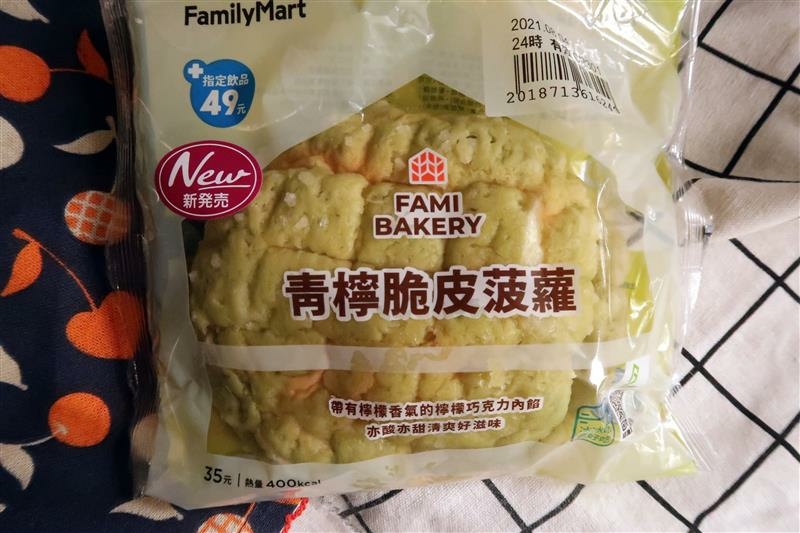 FamilyMart
2021.08
24時
2018713616244
指定飲品
49元
New
新発売
FAMI
BAKERY
青檸脆皮菠蘿
帶有檸檬香氣的檸檬巧克力內餡
亦酸亦甜清爽好滋味
35元 | 熱量 400kcal